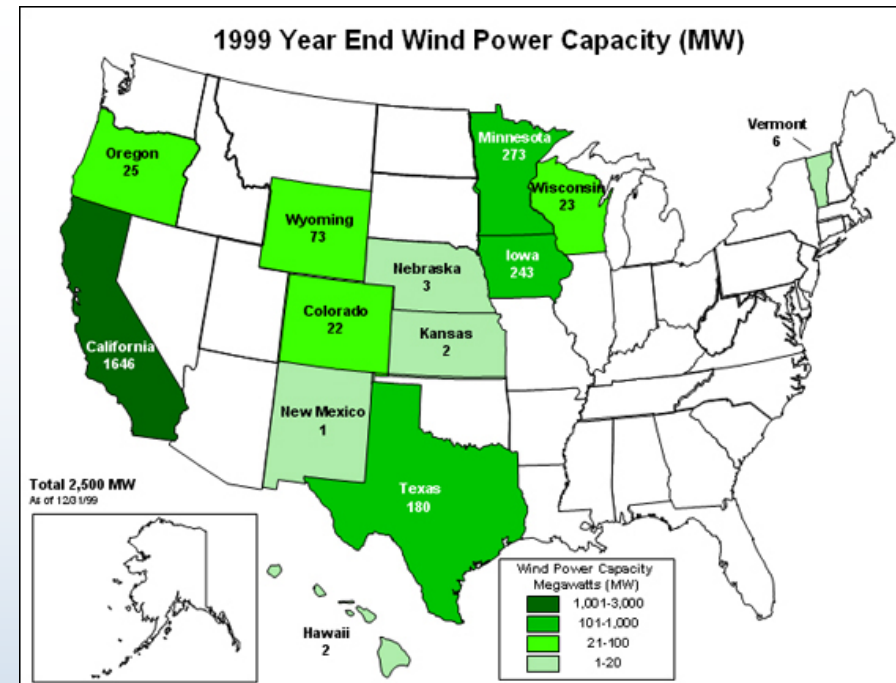 1999 Year End Wind Power Capacity (MW)
Vermont
6
Minnesota
273
Oregon
25
Wisconsin
23
Wyoming
73
Iowa
243
Nebraska
3
Colorado
22
Kansas
2
California
1646
New Mexico
1
Total 2,500 MW
As of 12/31/99
Texas
180
Hawaii
2
Wind Power Capacity
Megawatts (MW)
1,001-3,000
101-1,000
21-100
1-20